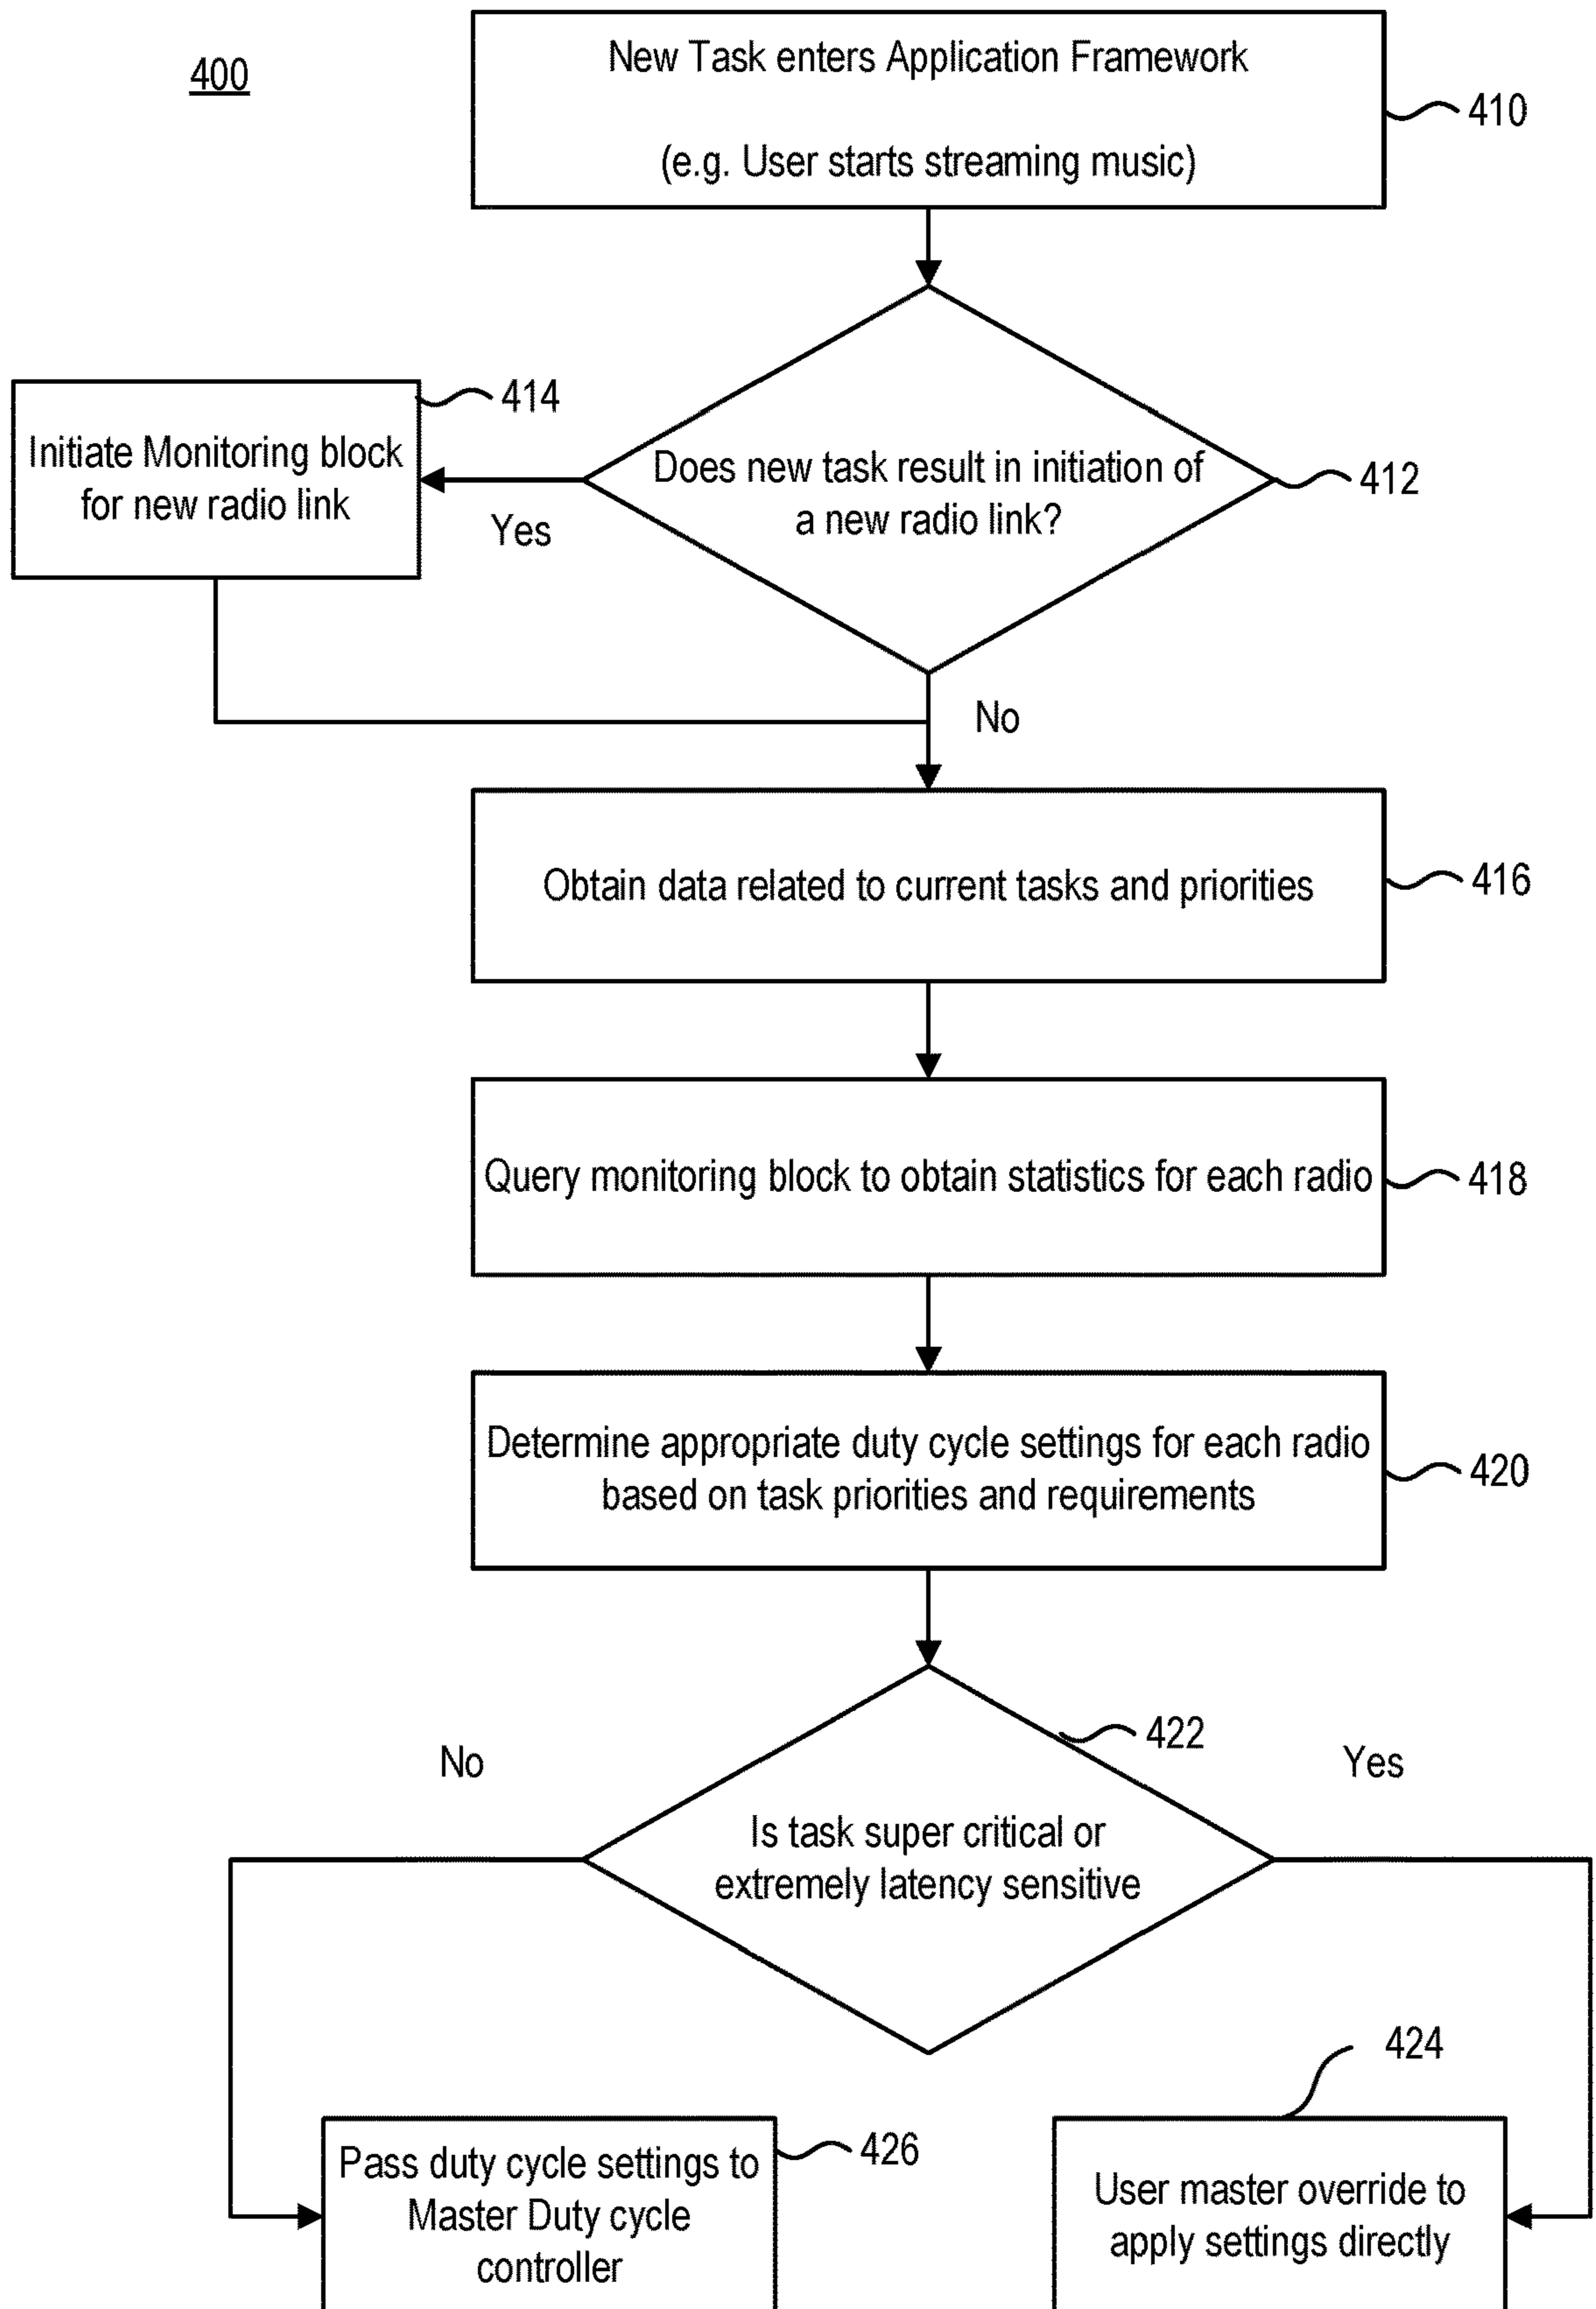 400
New Task enters Application Framework
(e.g. User starts streaming music)
410
414
Initiate Monitoring block
for new radio link
Yes
Does new task result in initiation of
a new radio link?
412
No
Obtain data related to current tasks and priorities
416
Query monitoring block to obtain statistics for each radio
418
Determine appropriate duty cycle settings for each radio
based on task priorities and requirements
420
422
No
Yes
Is task super critical or
extremely latency sensitive
424
Pass duty cycle settings to
Master Duty cycle
controller
426
User master override to
apply settings directly